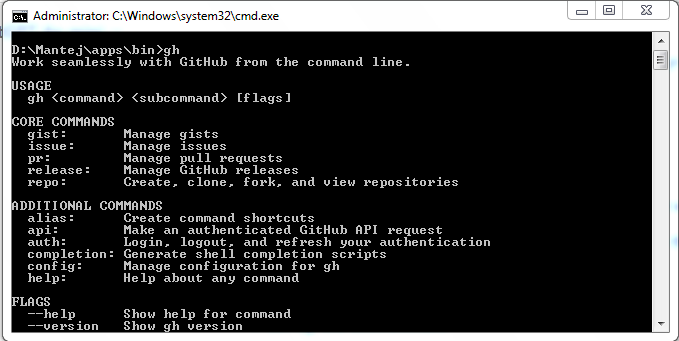 Administrator: C:\Windows\system32\cmd.exe
D:\Mantej\apps\bin>gh
Work seamlessly with GitHub from the command line.
USAGE
gh <command> <subcommand> [flags]
CORE COMMANDS
gist: Manage gists
issue: Manage issues
pr: Manage pull requests
release: Manage GitHub releases
repo: Create, clone, fork, and view repositories
ADDITIONAL COMMANDS
alias: Create command shortcuts
api: Make an authenticated GitHub API request
auth: Login, logout, and refresh your authentication
completion: Generate shell completion scripts
config: Manage configuration for gh
help: Help about any command
FLAGS
--help Show help for command
--version Show gh version